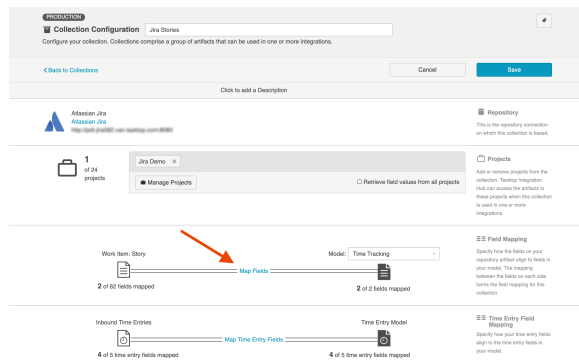 PRODUCTION
Collection Configuration
Jira Stories
Configure your collection. Collections comprise a group of artifacts that can be used in one or more integrations.
Back to Collections
Cancel
Save
Click to add a Description
Atlassian Jira
Atlassian Jira
Repository
This is the repository connection
on which this collection is based.
1
of 24
projects
Jira Demo ×
Manage Projects
Retrieve field values from all projects
Projects
Add or remove projects from the
collection. Tasktop Integration
Hub can access the artifacts in
these projects when this collection
is used in one or more
integrations.
Work Item: Story
Model: Time Tracking
Map Fields
2 of 62 fields mapped
2 of 2 fields mapped
Field Mapping
Specify how the fields on your
repository artifact align to fields in
your model. The mapping
between the fields on each side
forms the field mapping for this
collection.
Inbound Time Entries
Time Entry Model
Map Time Entry Fields
4 of 5 time entry fields mapped
4 of 5 time entry fields mapped
Time Entry Field
Mapping
Specify how your time entry fields
align to the time entry fields in
your model.